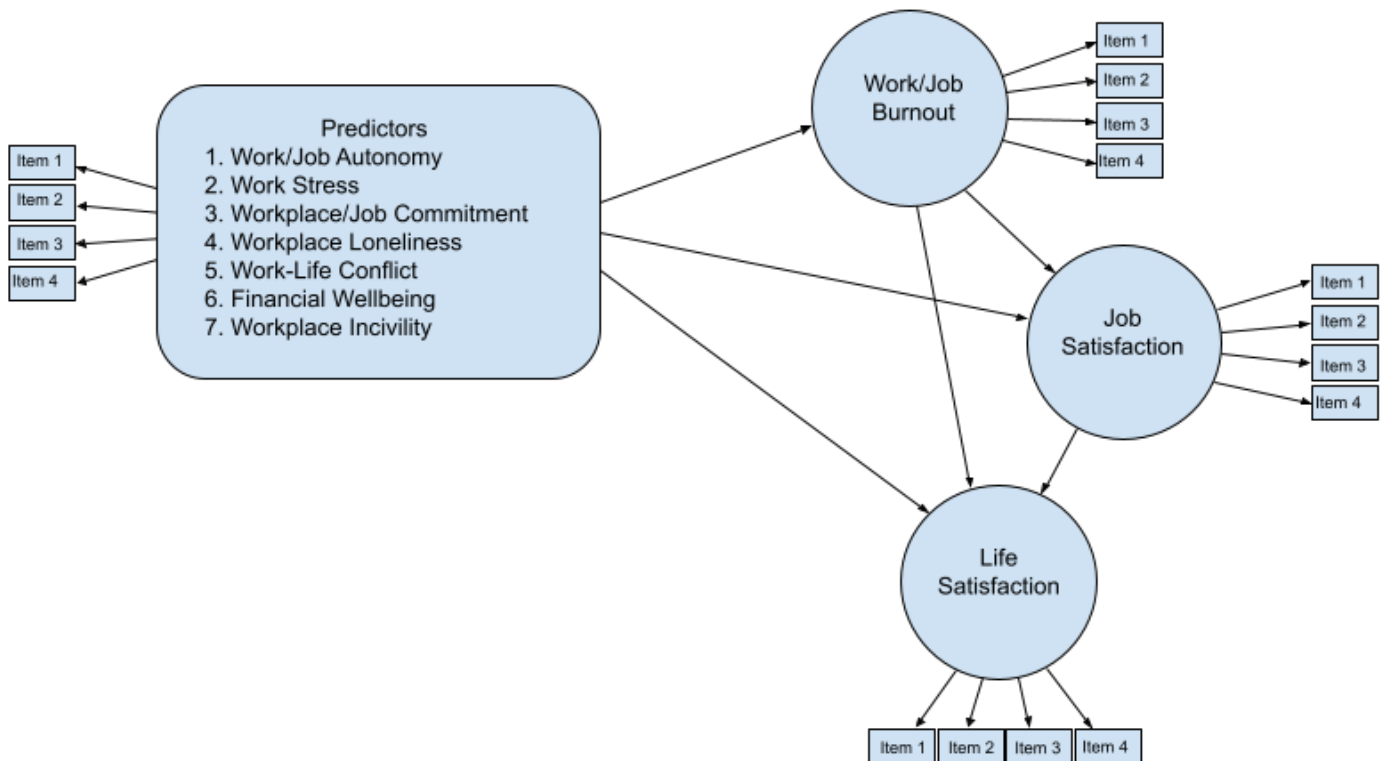 Predictors
1. Work/Job Autonomy
2. Work Stress
3. Workplace/Job Commitment
4. Workplace Loneliness
5. Work-Life Conflict
6. Financial Wellbeing
7. Workplace Incivility
Item 1
Item 2
Item 3
Item 4
Work/Job
Burnout
Item 1
Item 2
Item 3
Item 4
Job
Satisfaction
Item 1
Item 2
Item 3
Item 4
Life
Satisfaction
Item 1
Item 2
Item 3
Item 4